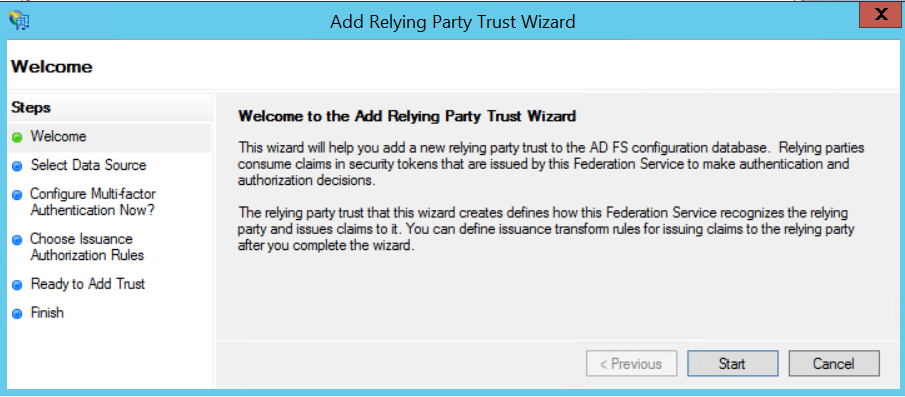 Add Relying Party Trust Wizard
X
Welcome
Steps
Welcome
Select Data Source
Configure Multi-factor
Authentication Now?
Choose Issuance
Authorization Rules
Ready to Add Trust
Finish
Welcome to the Add Relying Party Trust Wizard
This wizard will help you add a new relying party trust to the AD FS configuration database. Relying parties
consume claims in security tokens that are issued by this Federation Service to make authentication and
authorization decisions.
The relying party trust that this wizard creates defines how this Federation Service recognizes the relying
party and issues claims to it. You can define issuance transform rules for issuing claims to the relying party
after you complete the wizard.
< Previous
Start
Cancel